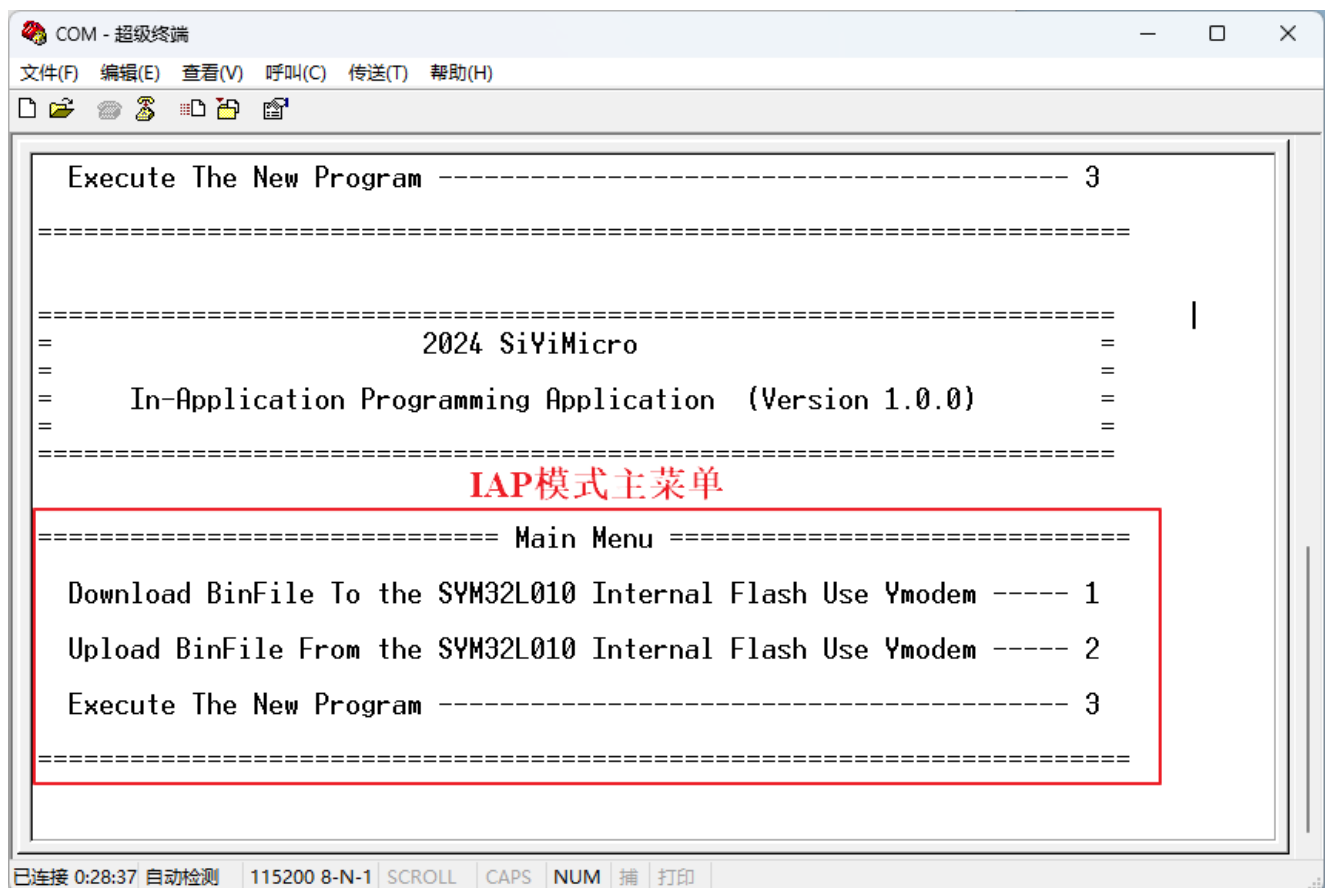 COM - 超级终端
文件(F) 编辑(E) 查看(V) 呼叫(C) 传送(T) 帮助(H)
Execute The New Program ----------------------------------------- 3
=======================================================================
======================================================================
= 2024 SiYiMicro =
= =
= In-Application Programming Application (Version 1.0.0) =
= =
======================================================================
IAP模式主菜单
============================== Main Menu ==============================
Download BinFile To the SYM32L010 Internal Flash Use Ymodem ----- 1
Upload BinFile From the SYM32L010 Internal Flash Use Ymodem ----- 2
Execute The New Program ----------------------------------------- 3
=======================================================================
已连接 0:28:37 自动检测 115200 8-N-1 SCROLL CAPS NUM 捕 打印